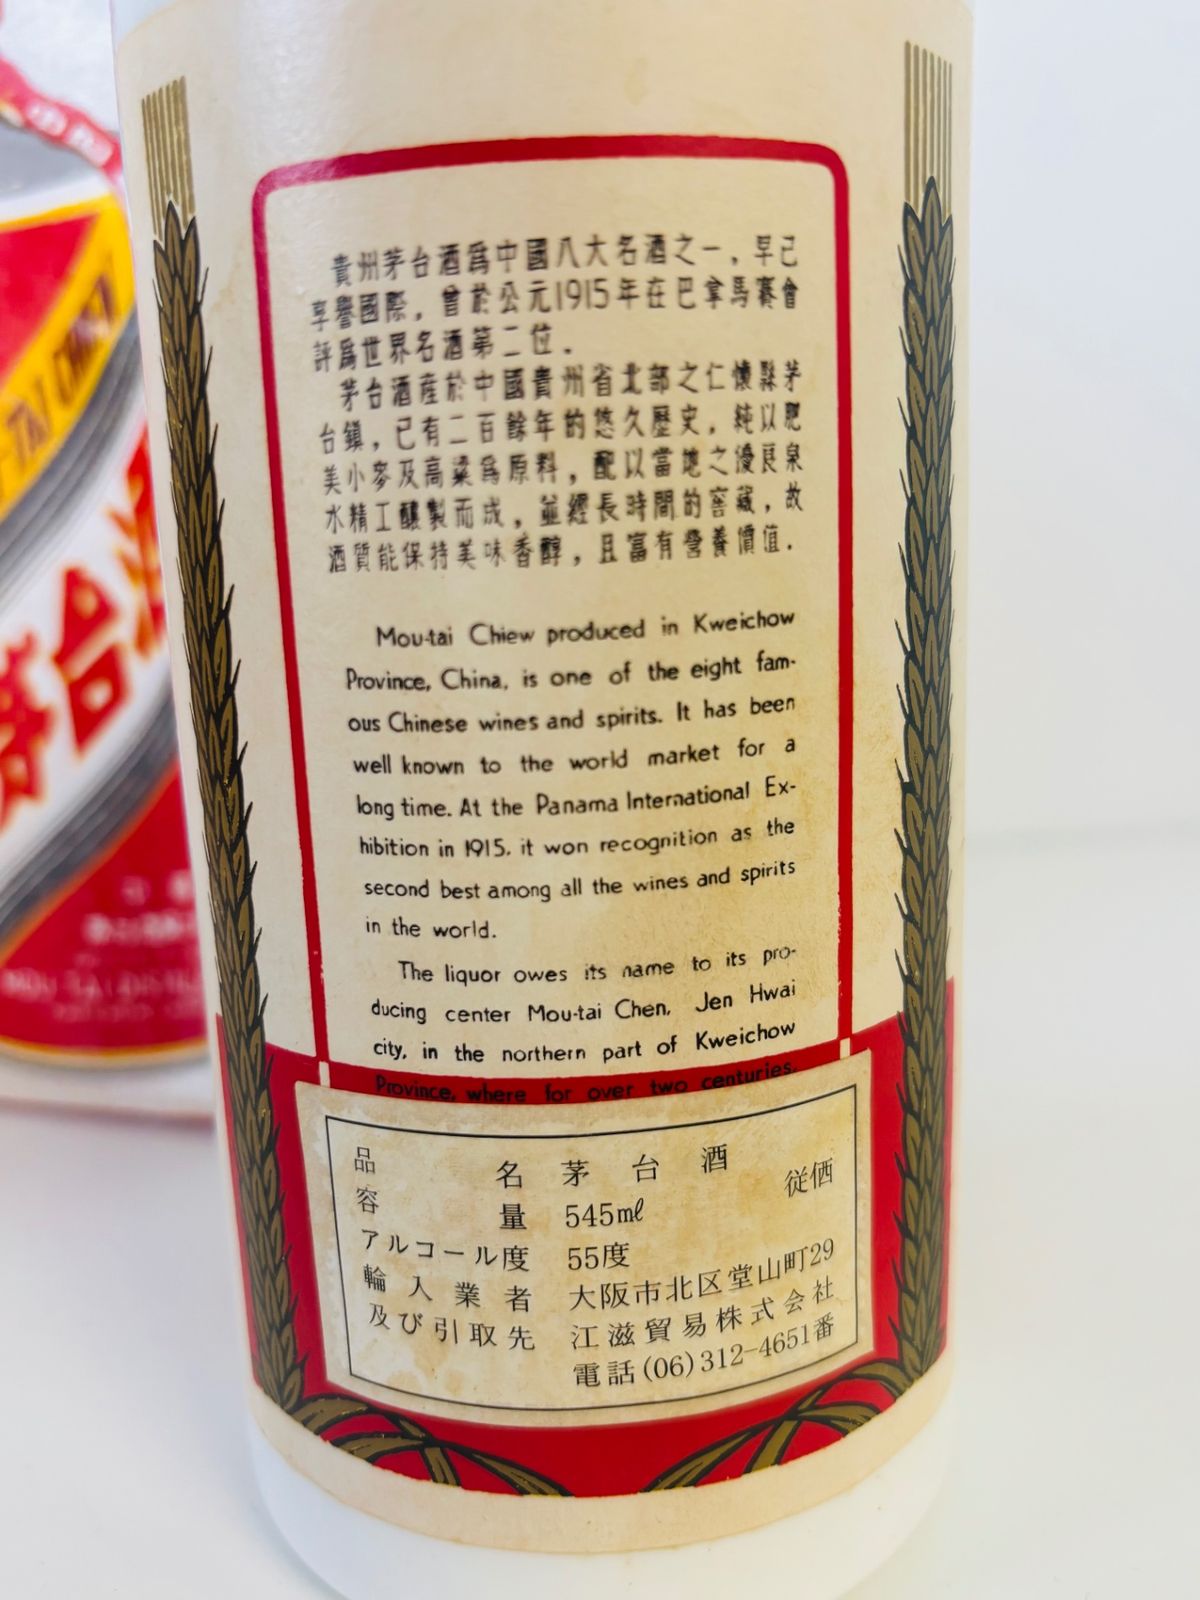 貴州茅台酒爲中國八大名酒之一，早已
享譽國際，曾於公元1915年在巴拿馬賽會
評爲世界名酒第二位．
茅台酒産於中國貴州省北部之仁懷縣茅
台鎮，已有二百餘年的悠久歷史，純以肥
美小麥及高粱爲原料，配以當地之優良泉
水精工釀製而成，並經長時間的窖藏，故
酒質能保持美味香醇，且富有營養價值．
Mou-tai Chiew produced in Kweichow
Province, China, is one of the eight fam-
ous Chinese wines and spirits. It has been
well known to the world market for a
long time. At the Panama International Ex-
hibition in 1915, it won recognition as the
second best among all the wines and spirits
in the world.
The liquor owes its name to its pro-
ducing center Mou-tai Chen, Jen Hwai
city, in the northern part of Kweichow
Province, where for over two centuries,
品名 茅台酒
従価
容量 545mℓ
アルコール度 55度
輸入業者 大阪市北区堂山町29
及び引取先 江滋貿易株式会社
電話(06)312-4651番
茅台酒